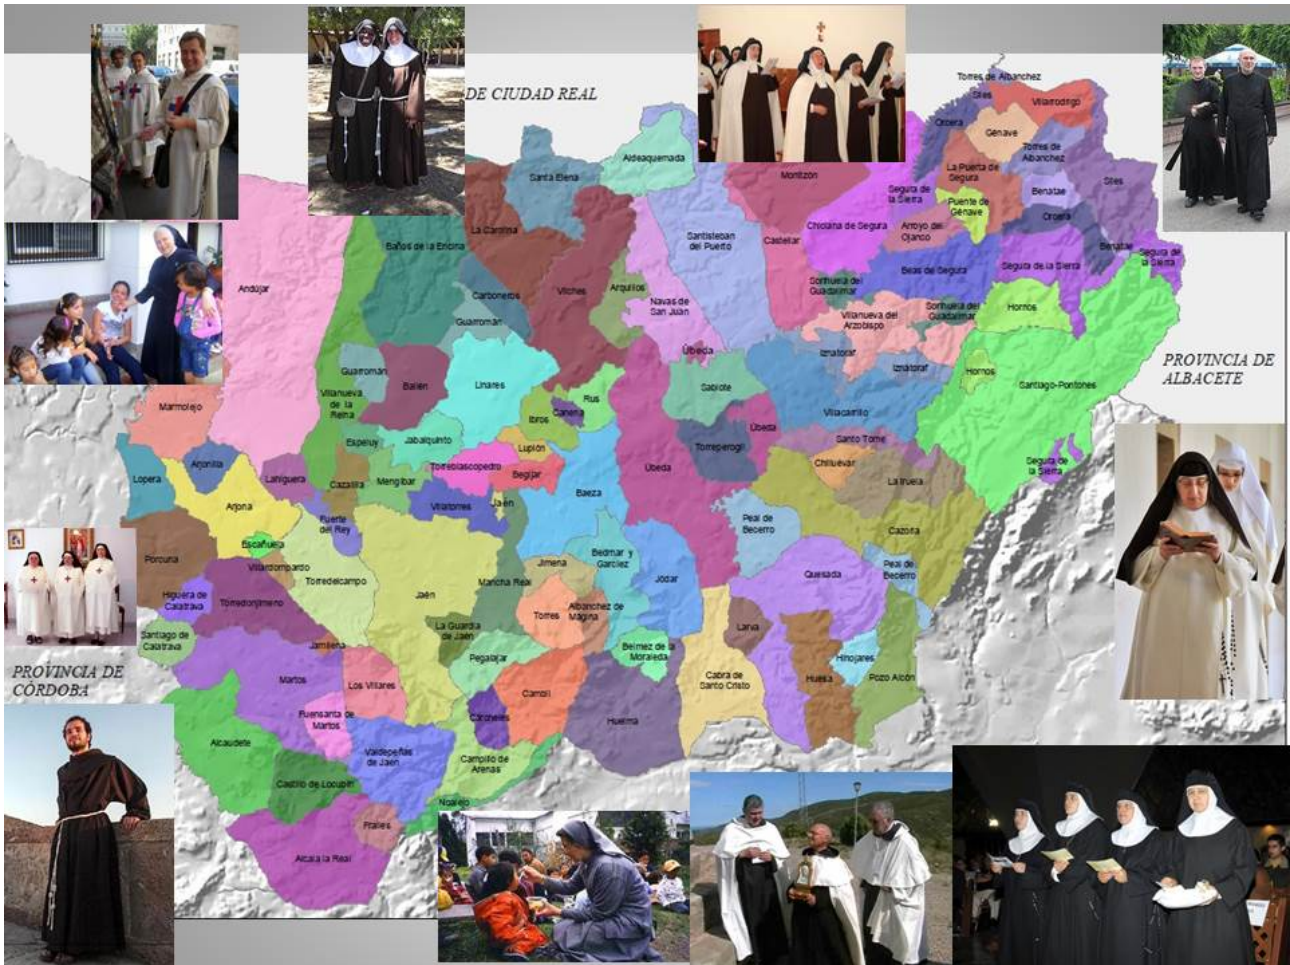 DE CIUDAD REAL
Torres de Albanchez
Siles
Villarrodrigo
Orcera
Génave
Torres de
Albanchez
Aldeaquemada
Santa Elena
Montizón
La Puerta de
Segura
Siles
Segura de
la Sierra
Benatae
Puente de
Génave
La Carolina
Baños de la Encina
Santisteban
del Puerto
Castellar
Chiclana de Segura
Arroyo del
Ojanco
Orcera
Benatae
Segura de
la Sierra
Andújar
Vilches
Arquillos
Carboneros
Beas de Segura
Segura de la Sierra
Sorihuela del
Guadalimar
Navas de
San Juan
Hornos
Guarromán
Villanueva del
Arzobispo
Sorihuela del
Guadalimar
Úbeda
Iznatoraf
Iznatoraf
PROVINCIA DE
ALBACETE
Guarromán
Bailén
Linares
Sabiote
Hornos
Santiago-Pontones
Villanueva
de la
Reina
Rus
Canena
Ibros
Villacarrillo
Marmolejo
Espeluy
Jabalquinto
Lupión
Torreperogil
Úbeda
Santo Tomé
Arjonilla
Lahiguera
Cazalilla
Mengíbar
Torreblascopedro
Begíjar
Úbeda
Chilluévar
La Iruela
Segura de
la Sierra
Lopera
Arjona
Fuerte
del Rey
Villatorres
Jaén
Baeza
Peal de
Becerro
Cazorla
Escañuela
Porcuna
Villardompardo
Torredelcampo
Jaén
Mancha Real
Jimena
Bedmar y
Garcíez
Jódar
Quesada
Peal de
Becerro
Higuera de
Calatrava
Torredonjimeno
Torres
Albanchez de
Mágina
La Guardia
de Jaén
Larva
Santiago de
Calatrava
Jamilena
Pegalajar
Belmez de la
Moraleda
Hinojares
PROVINCIA DE
CÓRDOBA
Martos
Los Villares
Cambil
Cabra de
Santo Cristo
Huesa
Pozo Alcón
Fuensanta de
Martos
Cárcheles
Huelma
Alcaudete
Valdepeñas
de Jaén
Campillo de
Arenas
Castillo de Locubín
Noalejo
Frailes
Alcalá la Real